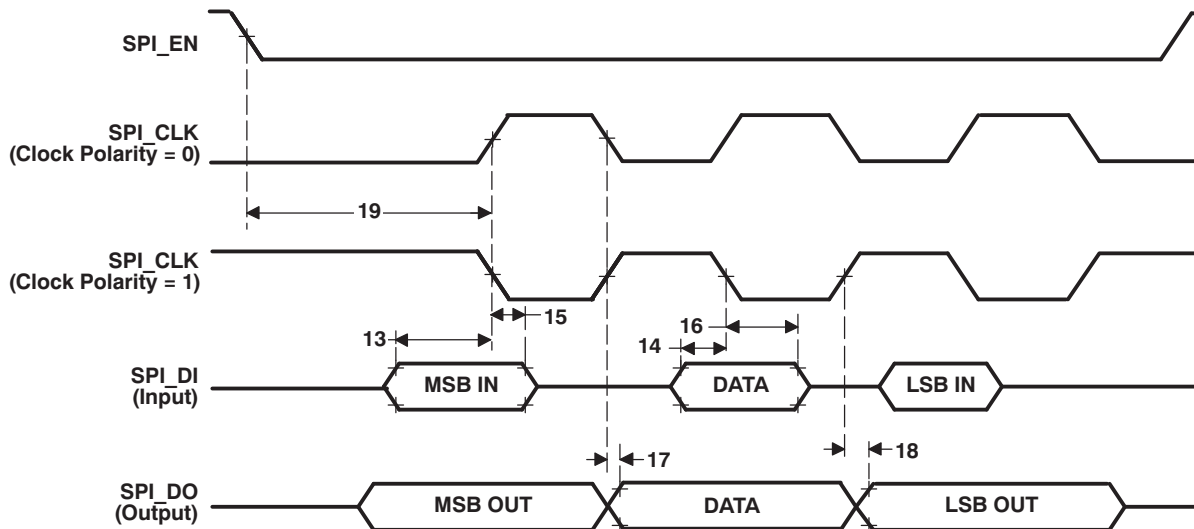 SPI_EN
SPI_CLK
(Clock Polarity = 0)
19
SPI_CLK
(Clock Polarity = 1)
15
13
16
14
SPI_DI
(Input)
MSB IN
DATA
LSB IN
17
18
SPI_DO
(Output)
MSB OUT
DATA
LSB OUT